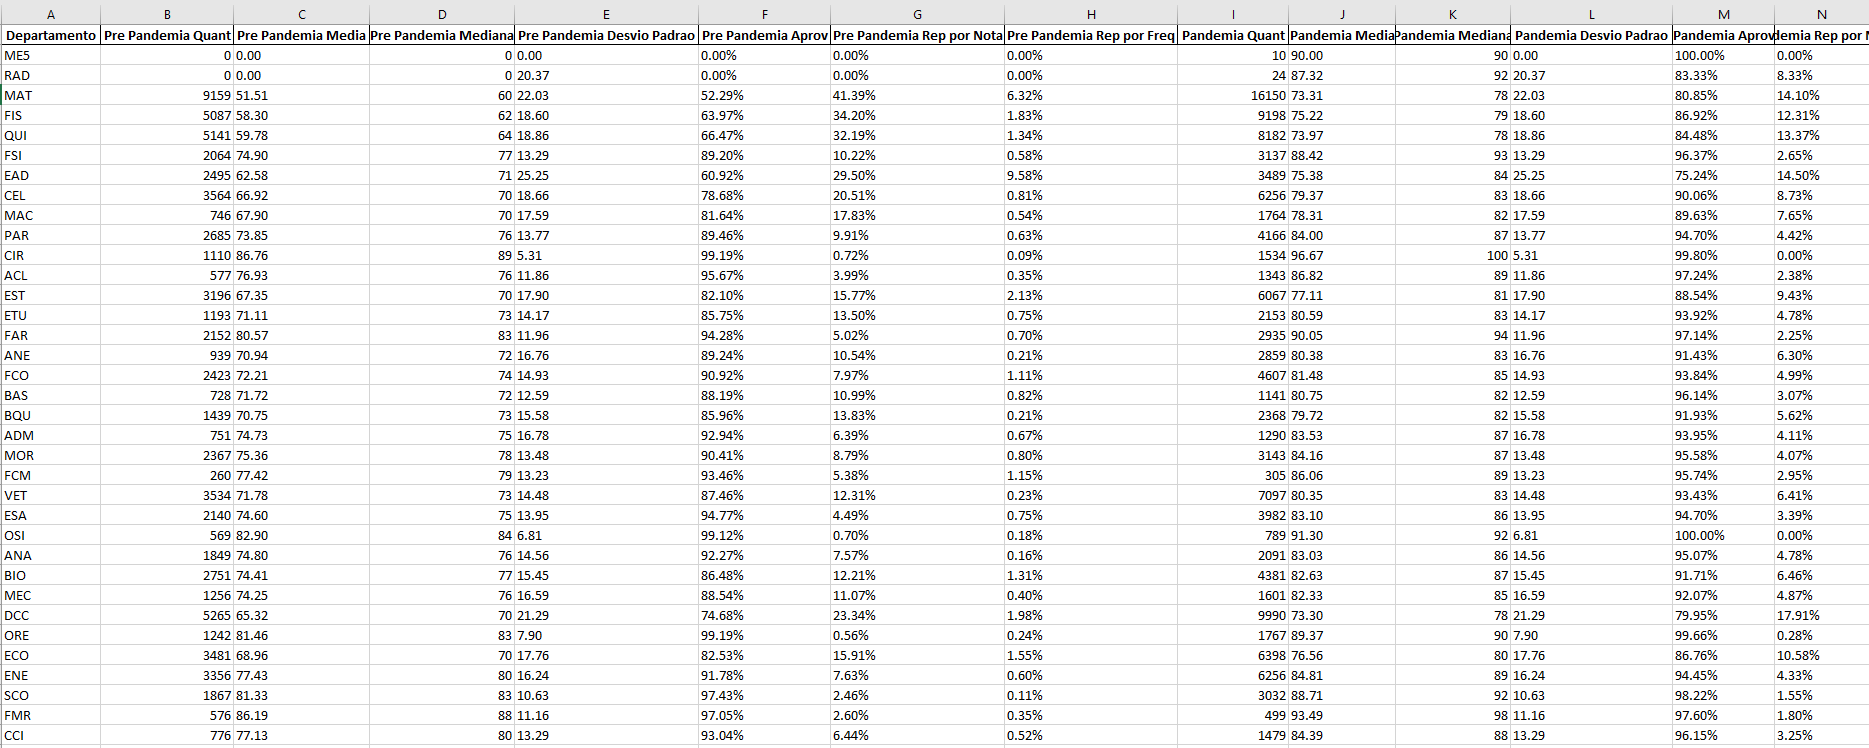 A B C D E F G H I J K L M N
Departamento Pre Pandemia Quant Pre Pandemia Media Pre Pandemia Mediana Pre Pandemia Desvio Padrao Pre Pandemia Aprov Pre Pandemia Rep por Nota Pre Pandemia Rep por Freq Pandemia Quant Pandemia Media Pandemia Mediana Pandemia Desvio Padrao Pandemia Aprov demia Rep por N
ME5 0 0.00 0 0.00 0.00% 0.00% 0.00% 10 90.00 90 0.00 100.00% 0.00%
RAD 0 0.00 0 20.37 0.00% 0.00% 0.00% 24 87.32 92 20.37 83.33% 8.33%
MAT 9159 51.51 60 22.03 52.29% 41.39% 6.32% 16150 73.31 78 22.03 80.85% 14.10%
FIS 5087 58.30 62 18.60 63.97% 34.20% 1.83% 9198 75.22 79 18.60 86.92% 12.31%
QUI 5141 59.78 64 18.86 66.47% 32.19% 1.34% 8182 73.97 78 18.86 84.48% 13.37%
FSI 2064 74.90 77 13.29 89.20% 10.22% 0.58% 3137 88.42 93 13.29 96.37% 2.65%
EAD 2495 62.58 71 25.25 60.92% 29.50% 9.58% 3489 75.38 84 25.25 75.24% 14.50%
CEL 3564 66.92 70 18.66 78.68% 20.51% 0.81% 6256 79.37 83 18.66 90.06% 8.73%
MAC 746 67.90 70 17.59 81.64% 17.83% 0.54% 1764 78.31 82 17.59 89.63% 7.65%
PAR 2685 73.85 76 13.77 89.46% 9.91% 0.63% 4166 84.00 87 13.77 94.70% 4.42%
CIR 1110 86.76 89 5.31 99.19% 0.72% 0.09% 1534 96.67 100 5.31 99.80% 0.00%
ACL 577 76.93 76 11.86 95.67% 3.99% 0.35% 1343 86.82 89 11.86 97.24% 2.38%
EST 3196 67.35 70 17.90 82.10% 15.77% 2.13% 6067 77.11 81 17.90 88.54% 9.43%
ETU 1193 71.11 73 14.17 85.75% 13.50% 0.75% 2153 80.59 83 14.17 93.92% 4.78%
FAR 2152 80.57 83 11.96 94.28% 5.02% 0.70% 2935 90.05 94 11.96 97.14% 2.25%
ANE 939 70.94 72 16.76 89.24% 10.54% 0.21% 2859 80.38 83 16.76 91.43% 6.30%
FCO 2423 72.21 74 14.93 90.92% 7.97% 1.11% 4607 81.48 85 14.93 93.84% 4.99%
BAS 728 71.72 72 12.59 88.19% 10.99% 0.82% 1141 80.75 82 12.59 96.14% 3.07%
BQU 1439 70.75 73 15.58 85.96% 13.83% 0.21% 2368 79.72 82 15.58 91.93% 5.62%
ADM 751 74.73 75 16.78 92.94% 6.39% 0.67% 1290 83.53 87 16.78 93.95% 4.11%
MOR 2367 75.36 78 13.48 90.41% 8.79% 0.80% 3143 84.16 87 13.48 95.58% 4.07%
FCM 260 77.42 79 13.23 93.46% 5.38% 1.15% 305 86.06 89 13.23 95.74% 2.95%
VET 3534 71.78 73 14.48 87.46% 12.31% 0.23% 7097 80.35 83 14.48 93.43% 6.41%
ESA 2140 74.60 75 13.95 94.77% 4.49% 0.75% 3982 83.10 86 13.95 94.70% 3.39%
OSI 569 82.90 84 6.81 99.12% 0.70% 0.18% 789 91.30 92 6.81 100.00% 0.00%
ANA 1849 74.80 76 14.56 92.27% 7.57% 0.16% 2091 83.03 86 14.56 95.07% 4.78%
BIO 2751 74.41 77 15.45 86.48% 12.21% 1.31% 4381 82.63 87 15.45 91.71% 6.46%
MEC 1256 74.25 76 16.59 88.54% 11.07% 0.40% 1601 82.33 85 16.59 92.07% 4.87%
DCC 5265 65.32 70 21.29 74.68% 23.34% 1.98% 9990 73.30 78 21.29 79.95% 17.91%
ORE 1242 81.46 83 7.90 99.19% 0.56% 0.24% 1767 89.37 90 7.90 99.66% 0.28%
ECO 3481 68.96 70 17.76 82.53% 15.91% 1.55% 6398 76.56 80 17.76 86.76% 10.58%
ENE 3356 77.43 80 16.24 91.78% 7.63% 0.60% 6256 84.81 89 16.24 94.45% 4.33%
SCO 1867 81.33 83 10.63 97.43% 2.46% 0.11% 3032 88.71 92 10.63 98.22% 1.55%
FMR 576 86.19 88 11.16 97.05% 2.60% 0.35% 499 93.49 98 11.16 97.60% 1.80%
CCI 776 77.13 80 13.29 93.04% 6.44% 0.52% 1479 84.39 88 13.29 96.15% 3.25%